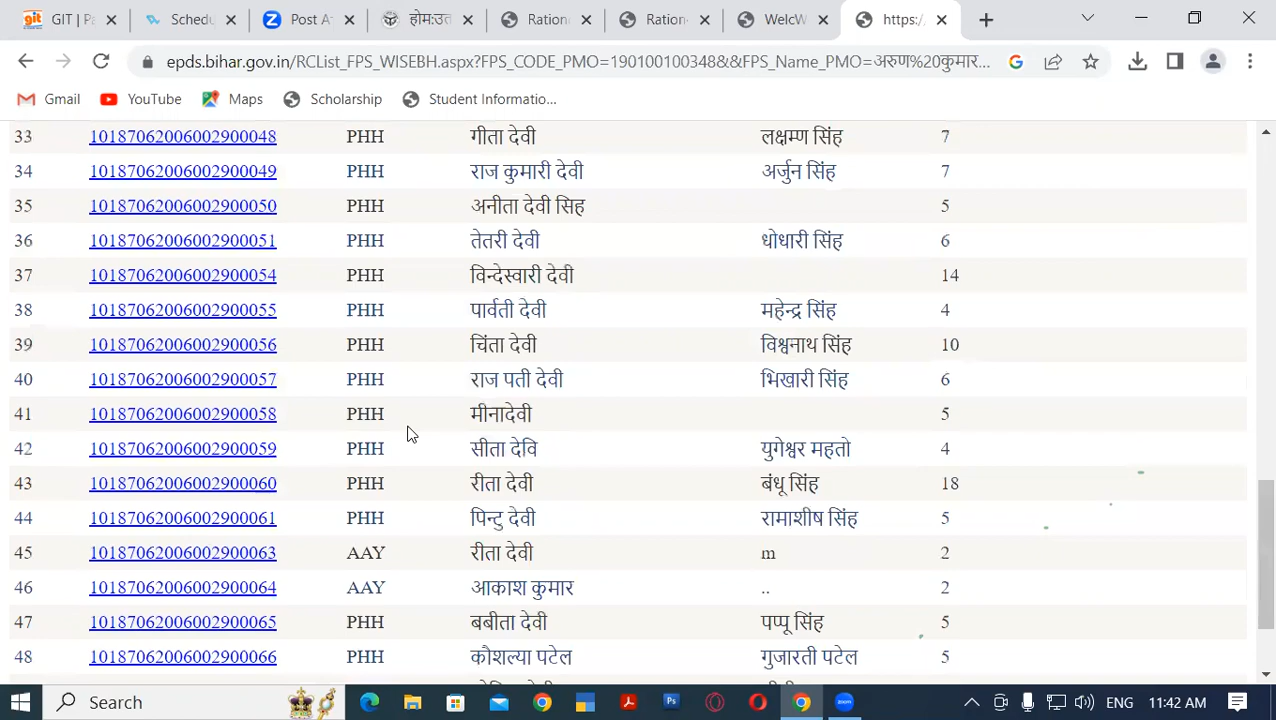 GIT | Pa
Schedu
Post A
होम:उत
Ration
Ration
WelcW
https:/
epds.bihar.gov.in/RCList_FPS_WISEBH.aspx?FPS_CODE_PMO=190100100348&&FPS_Name_PMO=अरुण%20कुमार...
Gmail YouTube Maps Scholarship Student Informatio...
33 10187062006002900048 PHH गीता देवी लक्षम्ण सिंह 7
34 10187062006002900049 PHH राज कुमारी देवी अर्जुन सिंह 7
35 10187062006002900050 PHH अनीता देवी सिह 5
36 10187062006002900051 PHH तेतरी देवी धोधारी सिंह 6
37 10187062006002900054 PHH विन्देस्वारी देवी 14
38 10187062006002900055 PHH पार्वती देवी महेन्द्र सिंह 4
39 10187062006002900056 PHH चिंता देवी विश्वनाथ सिंह 10
40 10187062006002900057 PHH राज पती देवी भिखारी सिंह 6
41 10187062006002900058 PHH मीनादेवी 5
42 10187062006002900059 PHH सीता देवि युगेश्वर महतो 4
43 10187062006002900060 PHH रीता देवी बंधू सिंह 18
44 10187062006002900061 PHH पिन्टु देवी रामाशीष सिंह 5
45 10187062006002900063 AAY रीता देवी m 2
46 10187062006002900064 AAY आकाश कुमार .. 2
47 10187062006002900065 PHH बबीता देवी पप्पू सिंह 5
48 10187062006002900066 PHH कौशल्या पटेल गुजारती पटेल 5
Search ENG 11:42 AM